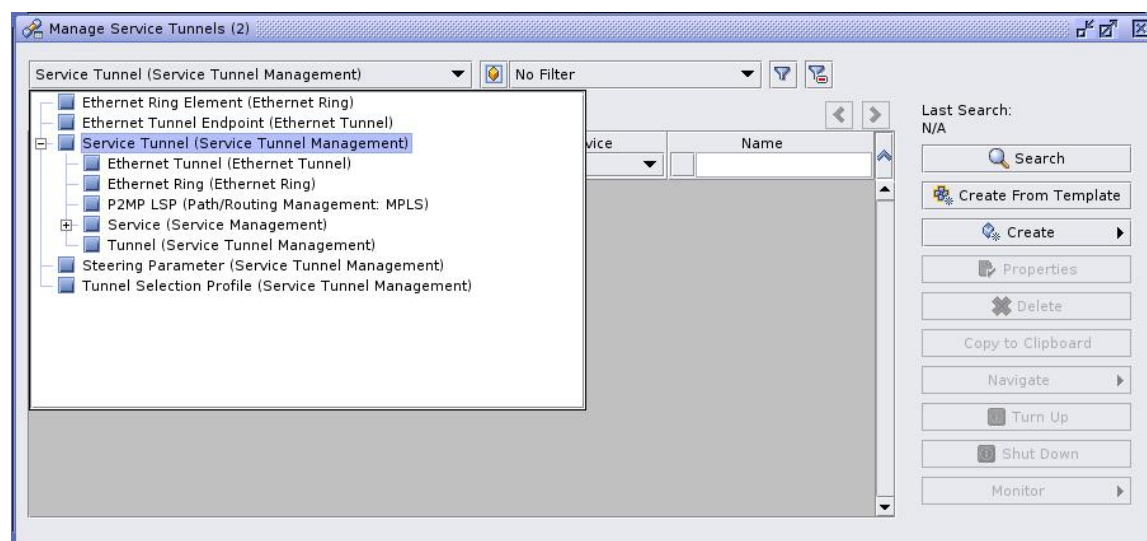 Manage Service Tunnels (2)
Service Tunnel (Service Tunnel Management)
No Filter
Ethernet Ring Element (Ethernet Ring)
Ethernet Tunnel Endpoint (Ethernet Tunnel)
Service Tunnel (Service Tunnel Management)
Ethernet Tunnel (Ethernet Tunnel)
Ethernet Ring (Ethernet Ring)
P2MP LSP (Path/Routing Management: MPLS)
Service (Service Management)
Tunnel (Service Tunnel Management)
Steering Parameter (Service Tunnel Management)
Tunnel Selection Profile (Service Tunnel Management)
vice
Name
Last Search:
N/A
Search
Create From Template
Create
Properties
Delete
Copy to Clipboard
Navigate
Turn Up
Shut Down
Monitor